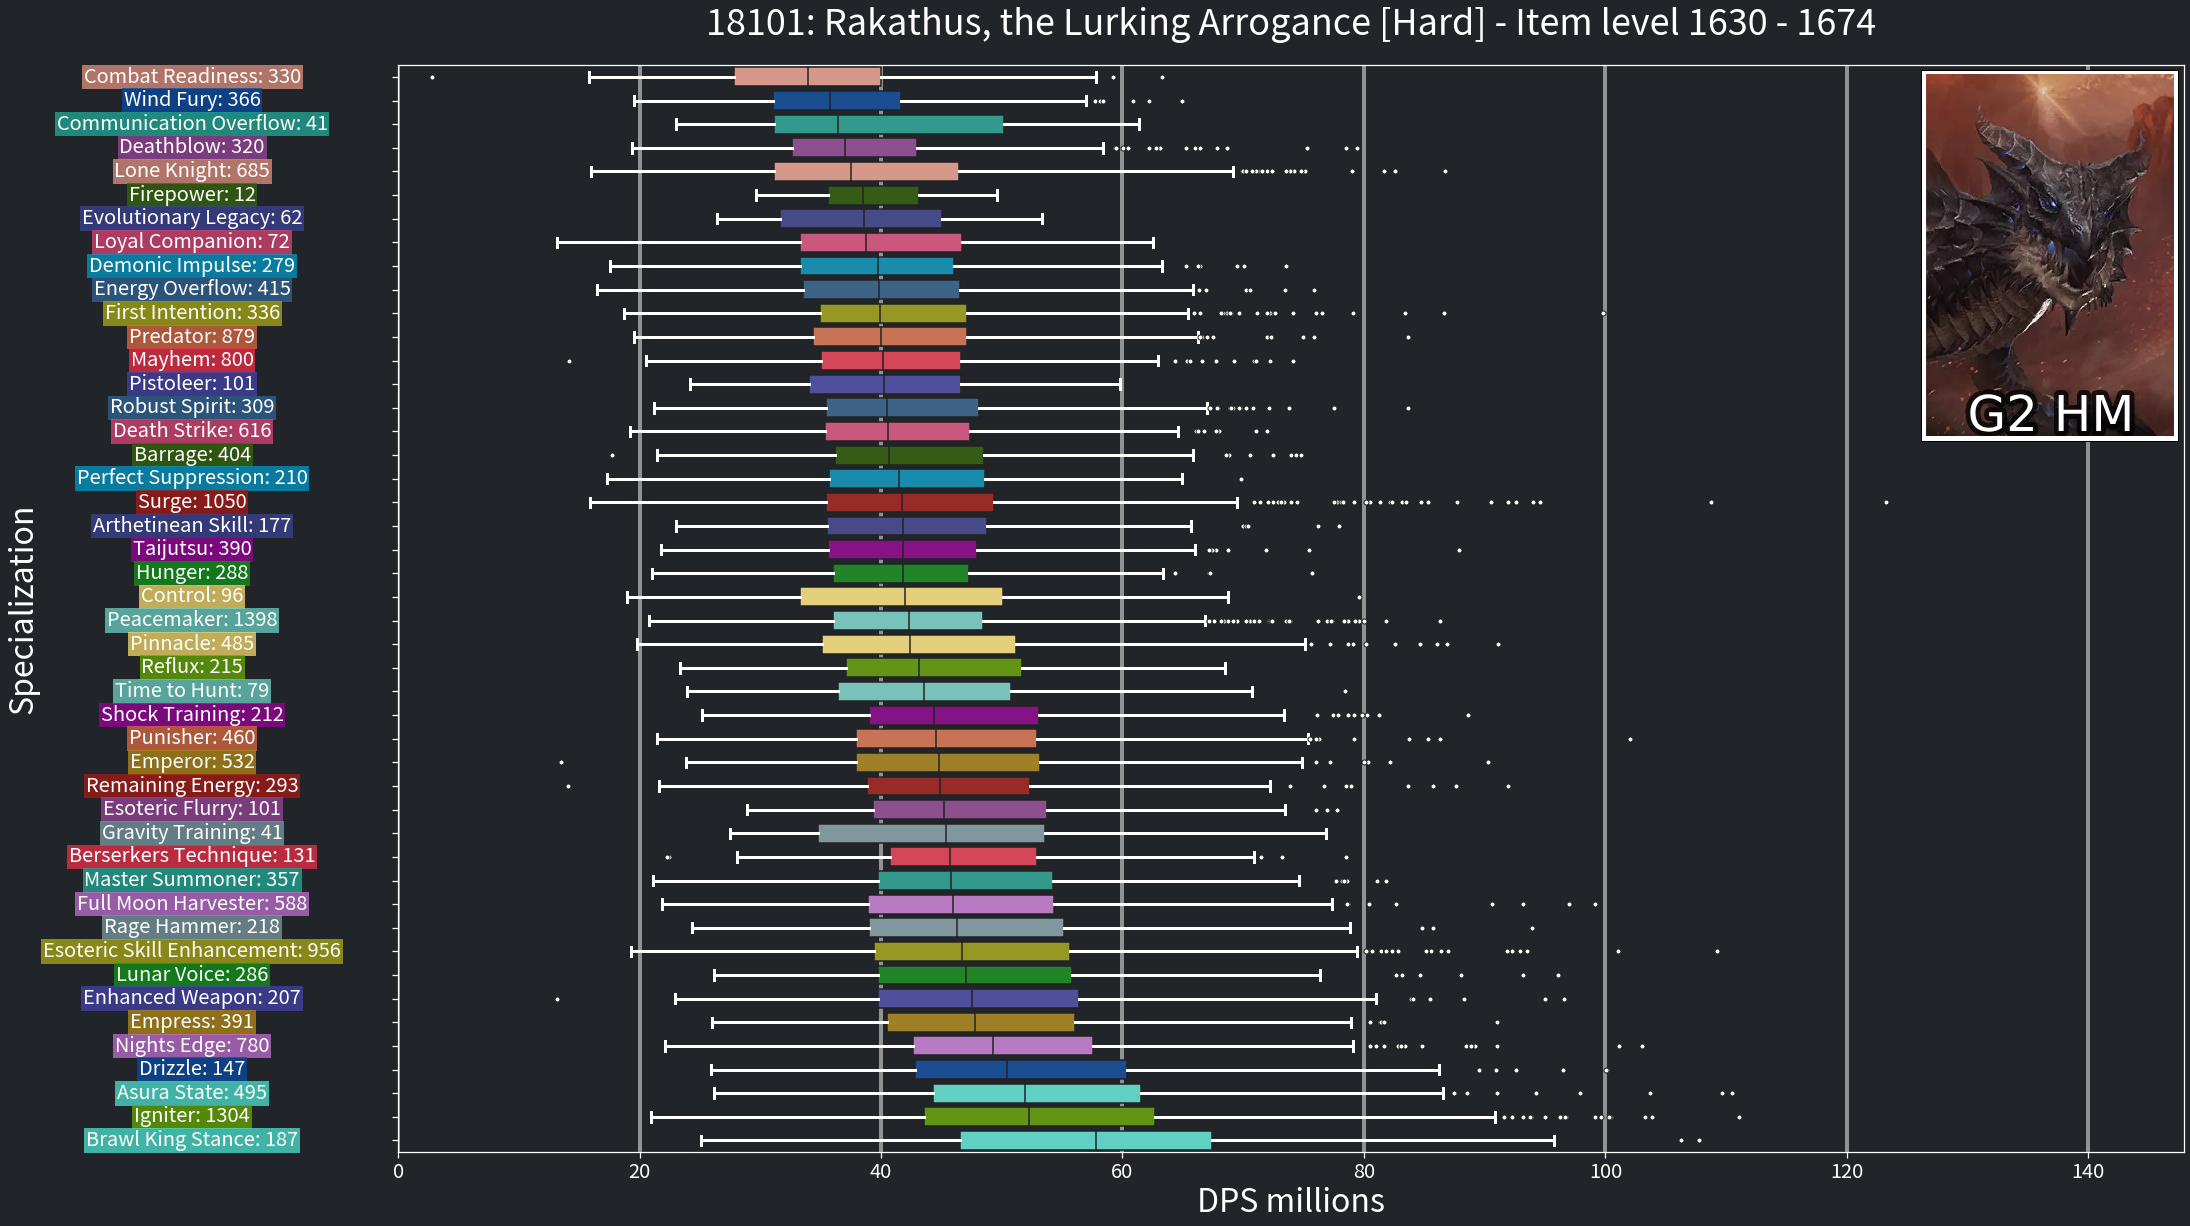 18101: Rakathus, the Lurking Arrogance [Hard] - Item level 1630 - 1674
Combat Readiness: 330
Wind Fury: 366
Communication Overflow: 41
Deathblow: 320
Lone Knight: 685
Firepower: 12
Evolutionary Legacy: 62
Loyal Companion: 72
Demonic Impulse: 279
Energy Overflow: 415
First Intention: 336
Predator: 879
Mayhem: 800
Pistoleer: 101
Robust Spirit: 309
Death Strike: 616
Barrage: 404
Perfect Suppression: 210
Surge: 1050
Arthetinean Skill: 177
Taijutsu: 390
Hunger: 288
Control: 96
Peacemaker: 1398
Pinnacle: 485
Reflux: 215
Time to Hunt: 79
Shock Training: 212
Punisher: 460
Emperor: 532
Remaining Energy: 293
Esoteric Flurry: 101
Gravity Training: 41
Berserkers Technique: 131
Master Summoner: 357
Full Moon Harvester: 588
Rage Hammer: 218
Esoteric Skill Enhancement: 956
Lunar Voice: 286
Enhanced Weapon: 207
Empress: 391
Nights Edge: 780
Drizzle: 147
Asura State: 495
Igniter: 1304
Brawl King Stance: 187
Specialization
G2 HM
0 20 40 60 80 100 120 140
DPS millions